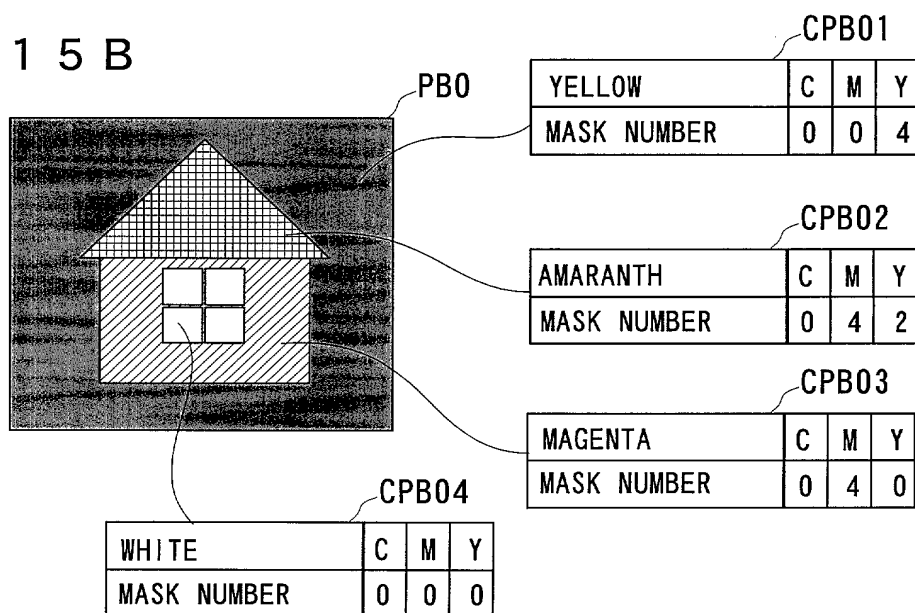 15B
PB0
CPB01
YELLOW C M Y
MASK NUMBER 0 0 4
CPB02
AMARANTH C M Y
MASK NUMBER 0 4 2
CPB03
MAGENTA C M Y
MASK NUMBER 0 4 0
CPB04
WHITE C M Y
MASK NUMBER 0 0 0